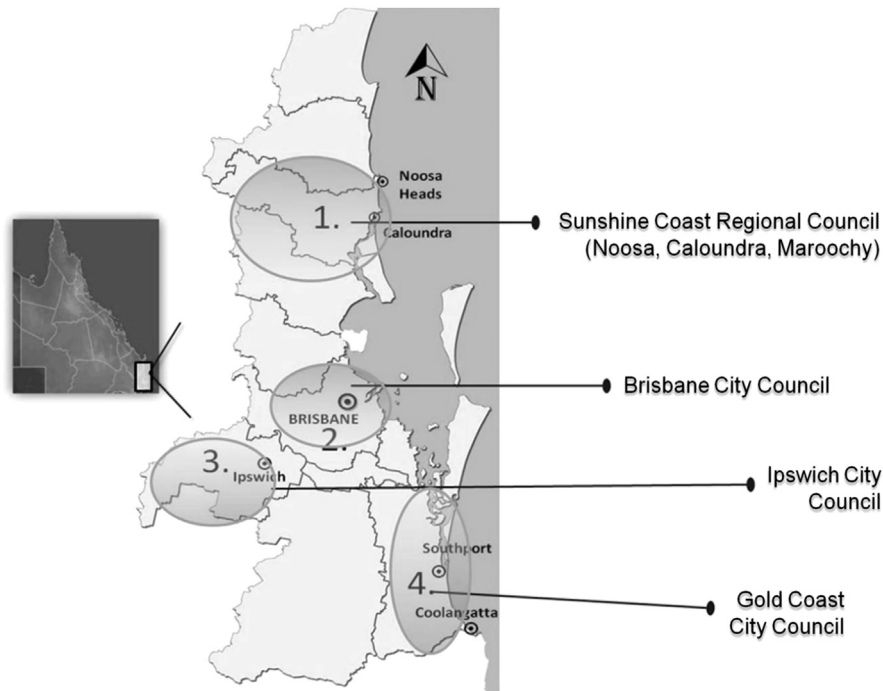 N
Noosa
Heads
1.
Caloundra
Sunshine Coast Regional Council
(Noosa, Caloundra, Maroochy)
Brisbane City Council
BRISBANE
2.
3.
Ipswich
Ipswich City
Council
Southport
4.
Coolangatta
Gold Coast
City Council